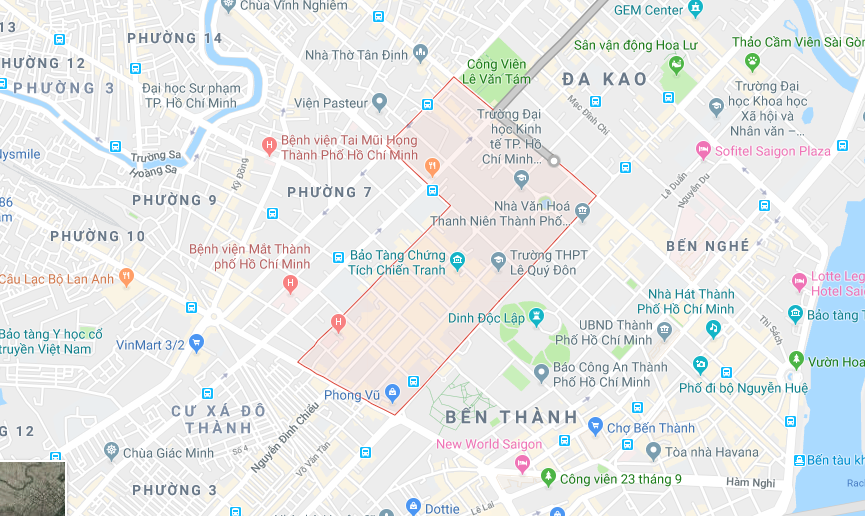 Chùa Vĩnh Nghiêm
GEM Center
13
PHƯỜNG 14
Nhà Thờ Tân Định
Công Viên
Lê Văn Tám
Sân vận động Hoa Lư
Thảo Cầm Viên Sài Gòn
PHƯỜNG 12
PHƯỜNG 3
Đại học Sư phạm
TP. Hồ Chí Minh
Viện Pasteur
ĐA KAO
Mạc Đĩnh Chi
Trường Đại
học Khoa học
Xã hội và
Nhân văn –...
Trường Đại
học Kinh
tế TP. Hồ
Chí Minh...
Bệnh viện Tai Mũi Họng
Thành Phố Hồ Chí Minh
Nysmile
Trường Sa
Hoàng Sa
Kỳ Đồng
Sofitel Saigon Plaza
Lê Duẩn
Nguyễn Du
PHƯỜNG 7
PHƯỜNG 9
86
Nam
Nhà Văn Hoá
Thanh Niên Thành Phố...
PHƯỜNG 10
Bệnh viện Mắt Thành
phố Hồ Chí Minh
Bảo Tàng Chứng
Tích Chiến Tranh
Trường THPT
Lê Quý Đôn
BẾN NGHÉ
Câu Lạc Bộ Lan Anh
Lotte Leg
Hotel Sai
Nhà Hát Thành
Phố Hồ Chí Minh
Dinh Độc Lập
UBND Thành
Phố Hồ Chí Minh
Thi Sách
Bảo tàng T
Bảo tàng Y học cổ
truyền Việt Nam
VinMart 3/2
Báo Công An Thành
Phố Hồ Chí Minh
Vườn Hoa
Phố đi bộ Nguyễn Huệ
Phong Vũ
CƯ XÁ ĐÔ
THÀNH
Nguyễn Đình Chiểu
BẾN THÀNH
Chợ Bến Thành
12
Chùa Giác Minh
Số 4
Võ Văn Tần
New World Saigon
Tòa nhà Havana
Bến tàu kh
Công viên 23 tháng 9
Hàm Nghi
PHƯỜNG 3
Dottie
Lê Lai